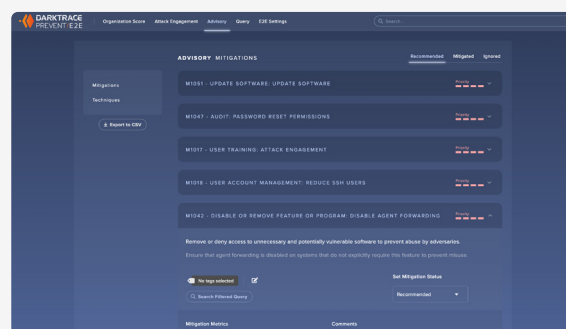 DARKTRACE
PREVENT/E2E
Organization Score Attack Engagement Advisory Query E2E Settings
Search...
ADVISORY MITIGATIONS
Recommended Mitigated Ignored
Mitigations
Techniques
Export to CSV
M1051 - UPDATE SOFTWARE: UPDATE SOFTWARE
Priority
M1047 - AUDIT: PASSWORD RESET PERMISSIONS
Priority
M1017 - USER TRAINING: ATTACK ENGAGEMENT
Priority
M1018 - USER ACCOUNT MANAGEMENT: REDUCE SSH USERS
Priority
M1042 - DISABLE OR REMOVE FEATURE OR PROGRAM: DISABLE AGENT FORWARDING
Priority
Remove or deny access to unnecessary and potentially vulnerable software to prevent abuse by adversaries.
Ensure that agent forwarding is disabled on systems that do not explicitly require this feature to prevent misuse.
No tags selected
Set Mitigation Status
Search Filtered Query
Recommended
Mitigation Metrics
Comments